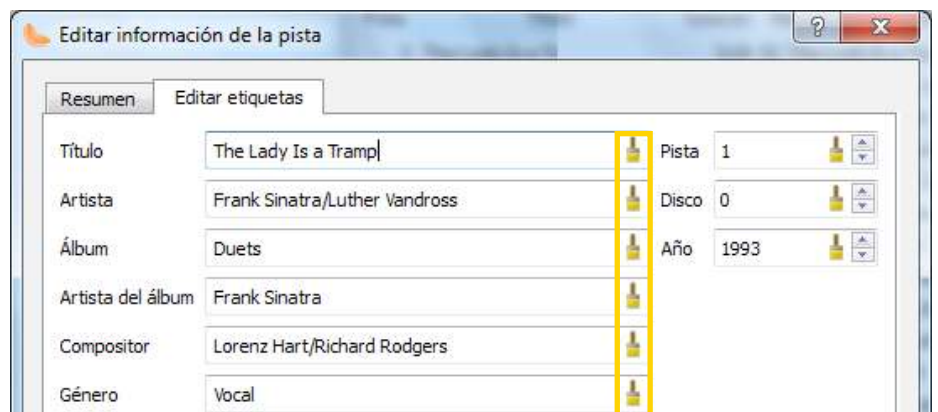 Editar información de la pista
Resumen Editar etiquetas
Título The Lady Is a Tramp Pista 1
Artista Frank Sinatra/Luther Vandross Disco 0
Álbum Duets Año 1993
Artista del álbum Frank Sinatra
Compositor Lorenz Hart/Richard Rodgers
Género Vocal